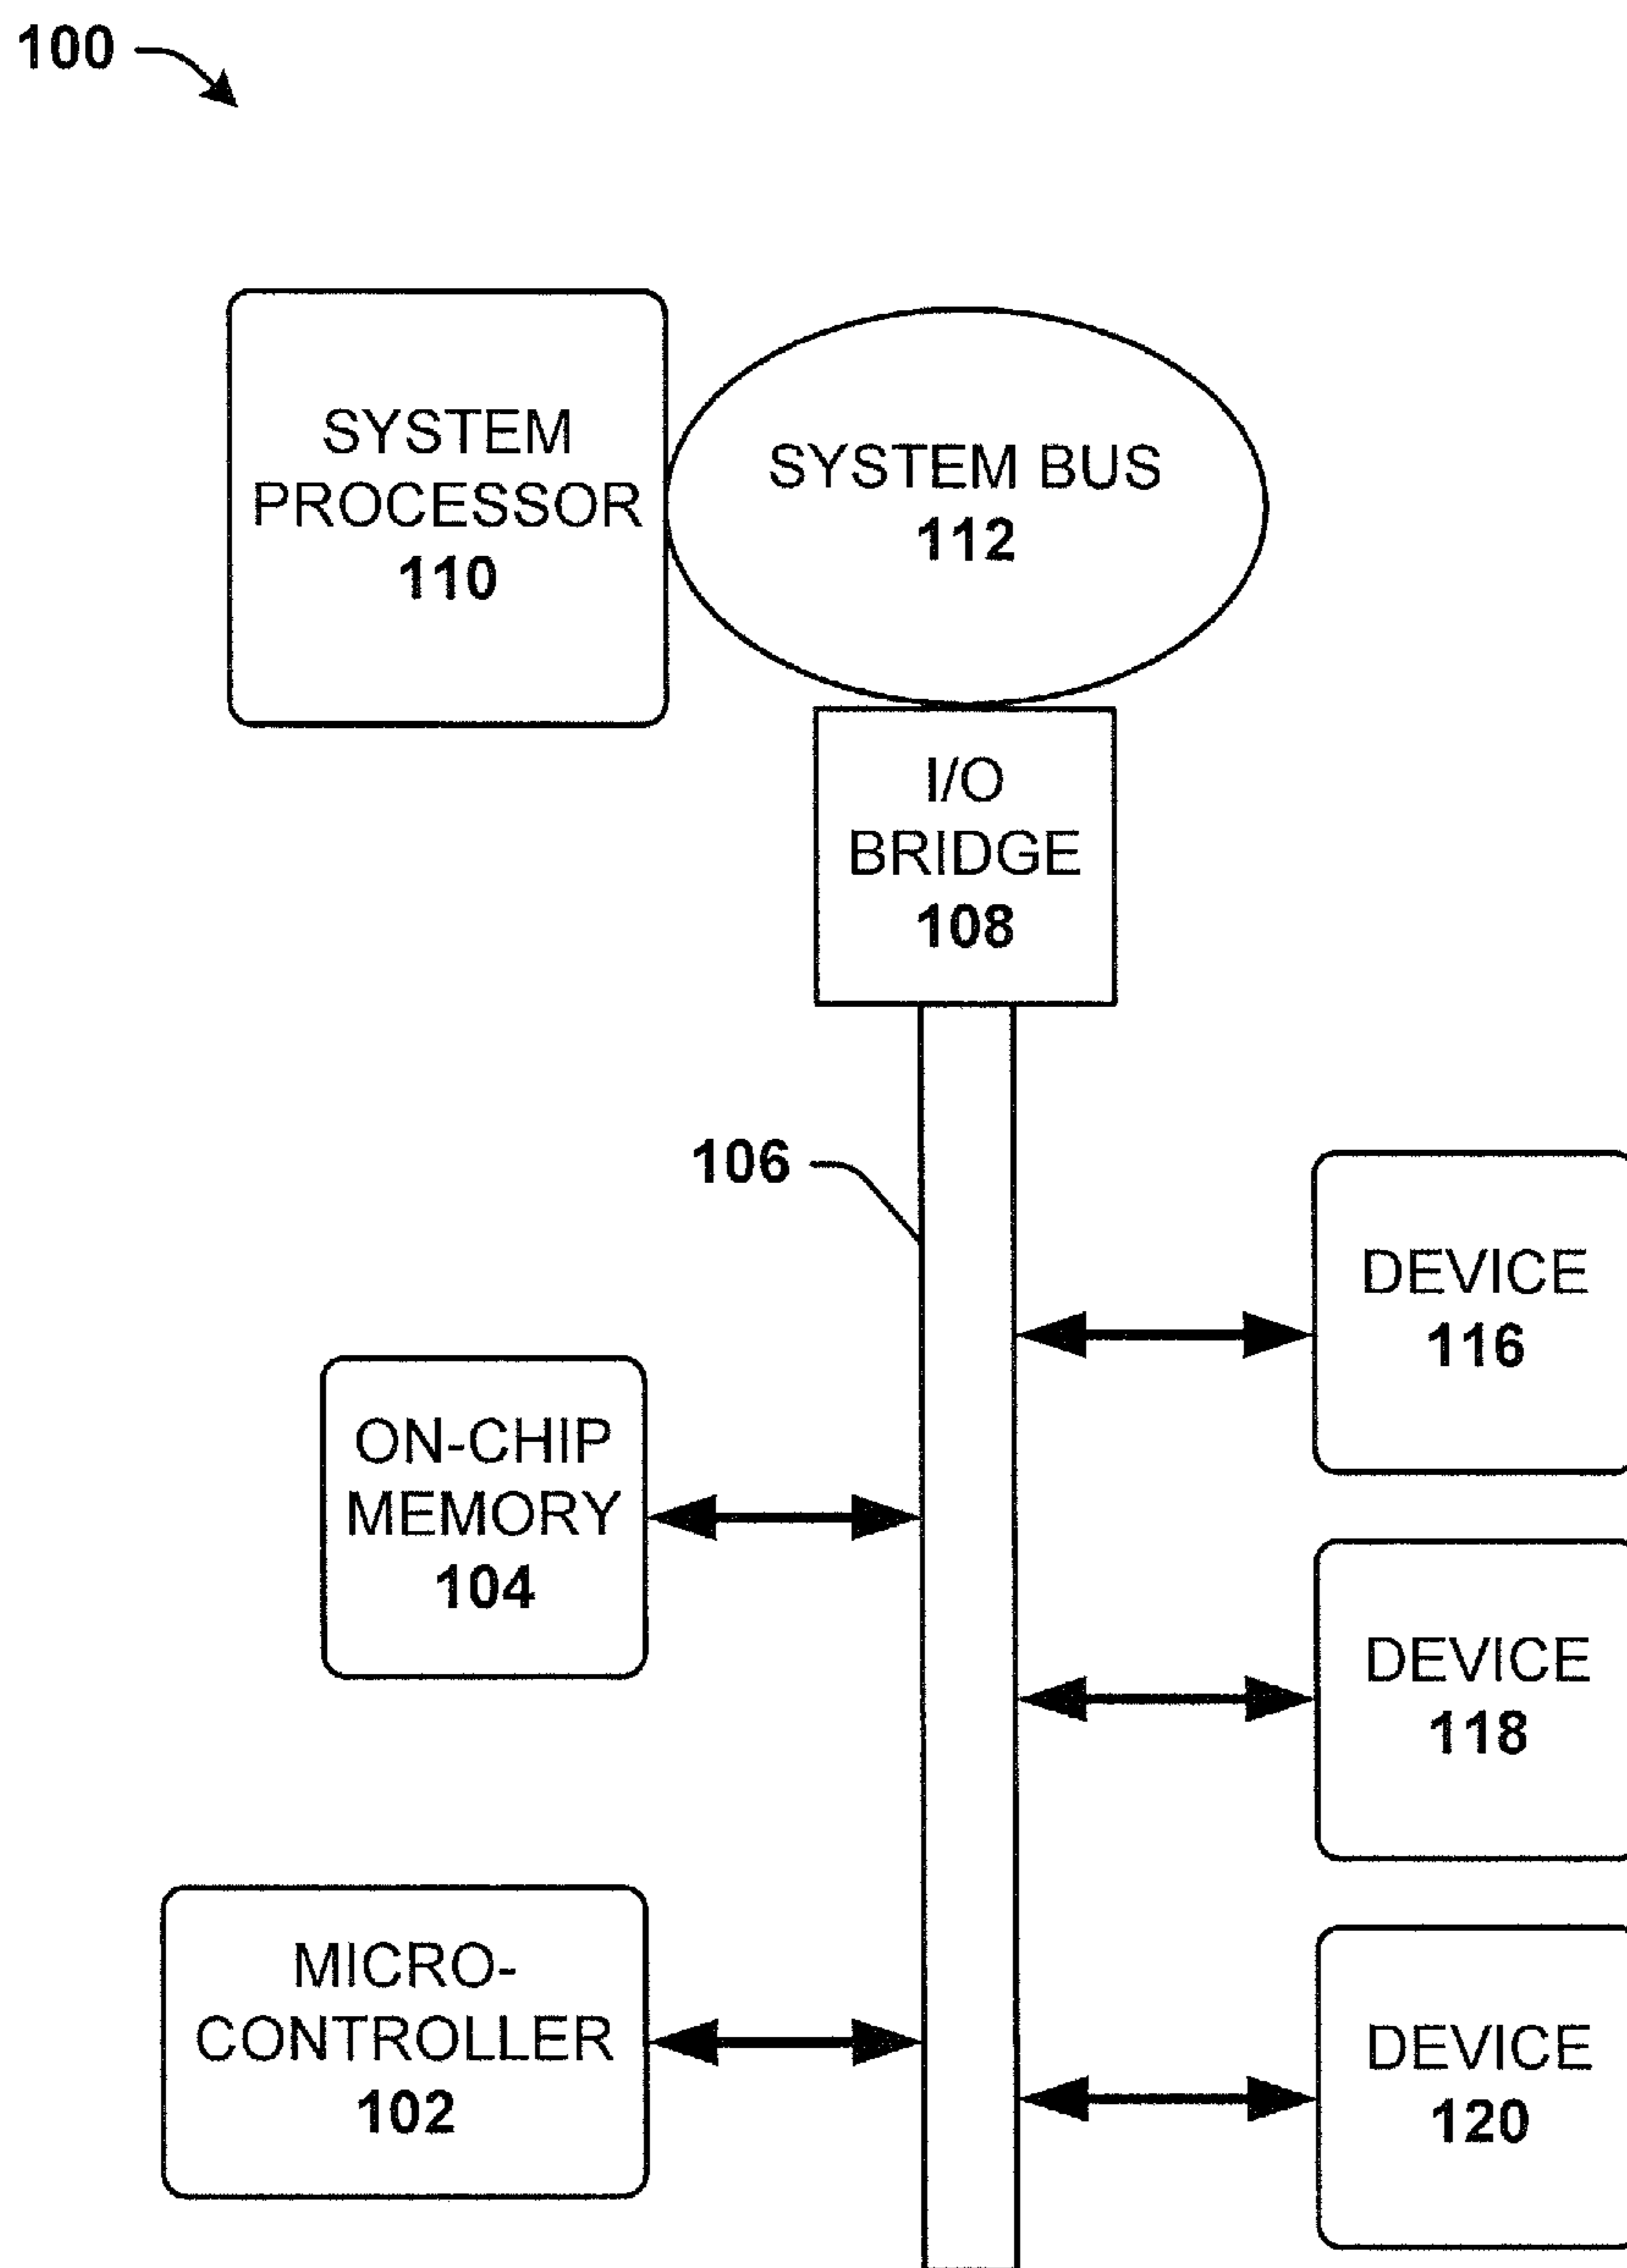 100
SYSTEM
PROCESSOR
110
SYSTEM BUS
112
I/O
BRIDGE
108
106
DEVICE
116
ON-CHIP
MEMORY
104
DEVICE
118
MICRO-
CONTROLLER
102
DEVICE
120